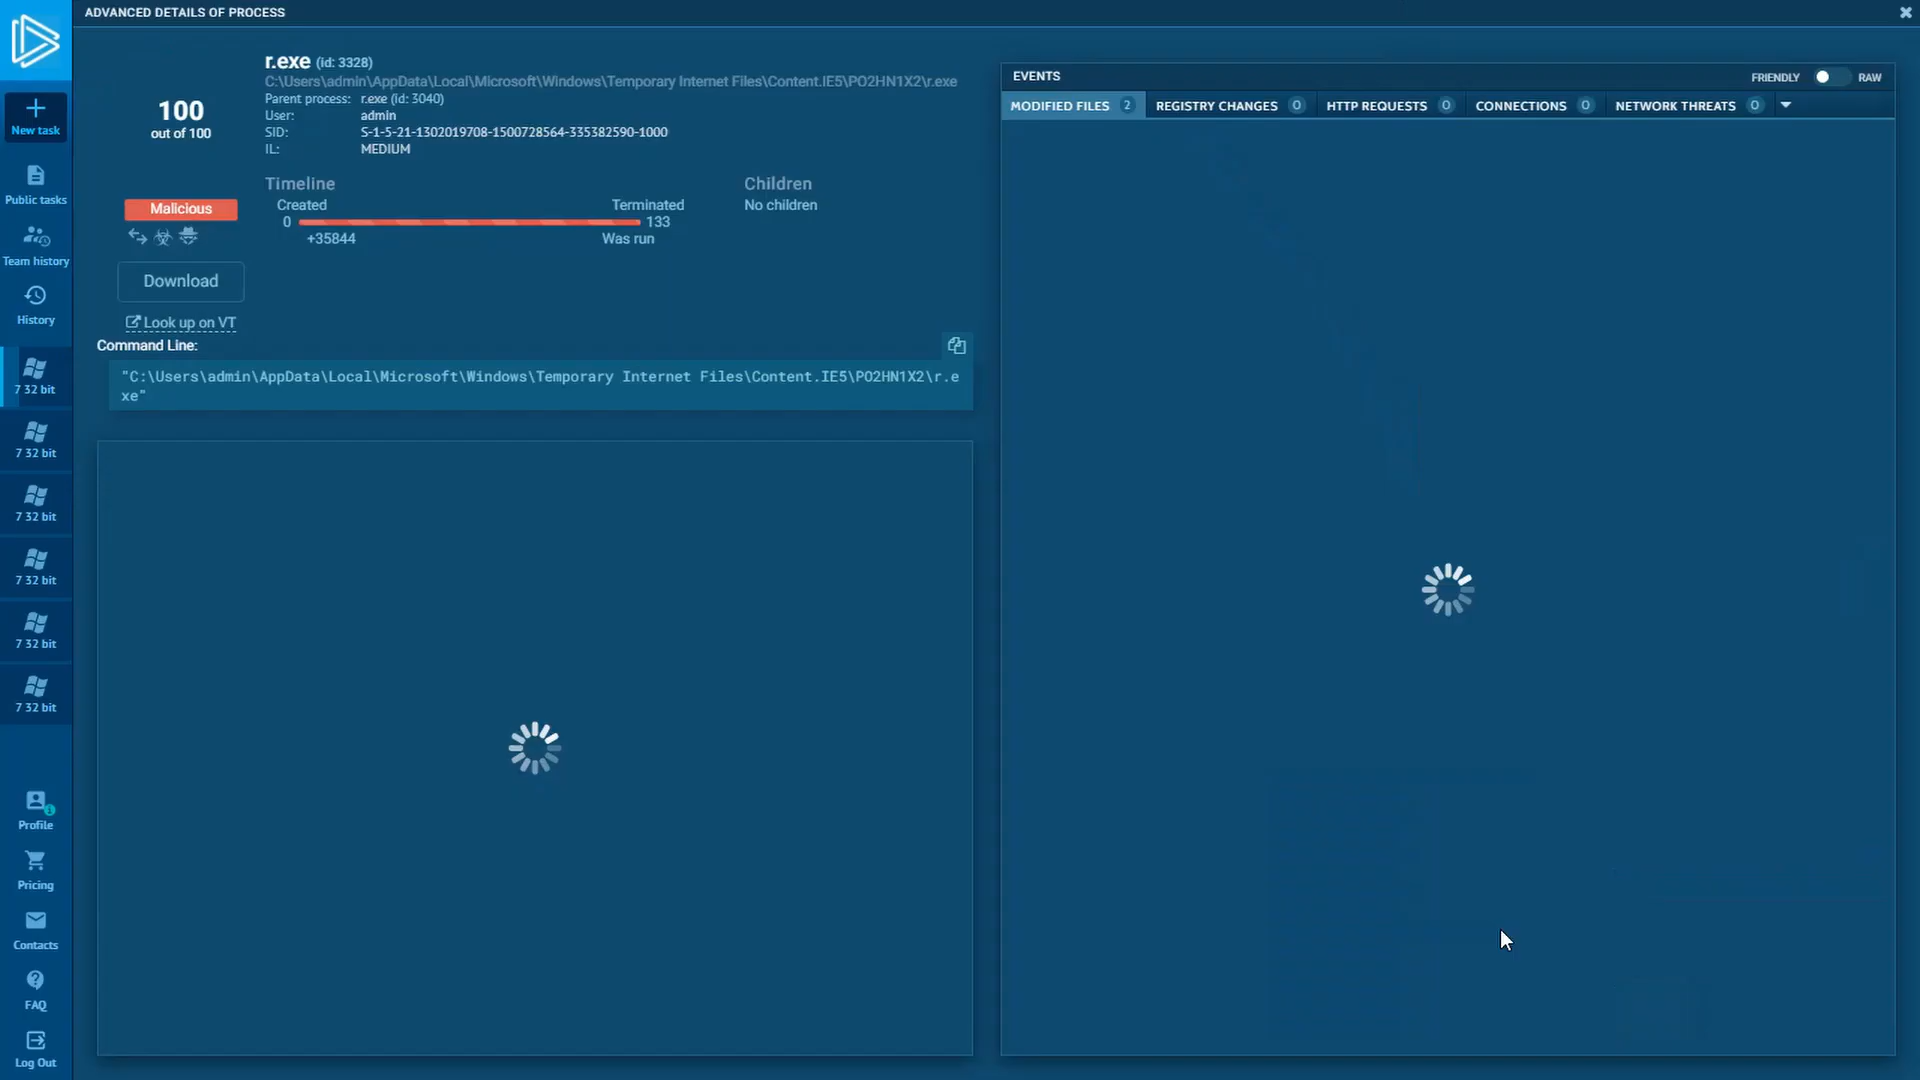 ADVANCED DETAILS OF PROCESS
New task
Public tasks
Team history
History
7 32 bit
7 32 bit
7 32 bit
7 32 bit
7 32 bit
7 32 bit
Profile
Pricing
Contacts
FAQ
Log Out
100
out of 100
Malicious
Download
Look up on VT
r.exe (id: 3328)
C:\Users\admin\AppData\Local\Microsoft\Windows\Temporary Internet Files\Content.IE5\PO2HN1X2\r.exe
Parent process: r.exe (id: 3040)
User: admin
SID: S-1-5-21-1302019708-1500728564-335382590-1000
IL: MEDIUM
Timeline
Created Terminated
0 133
+35844 Was run
Children
No children
Command Line:
"C:\Users\admin\AppData\Local\Microsoft\Windows\Temporary Internet Files\Content.IE5\PO2HN1X2\r.e
xe"
EVENTS
FRIENDLY RAW
MODIFIED FILES 2 REGISTRY CHANGES 0 HTTP REQUESTS 0 CONNECTIONS 0 NETWORK THREATS 0